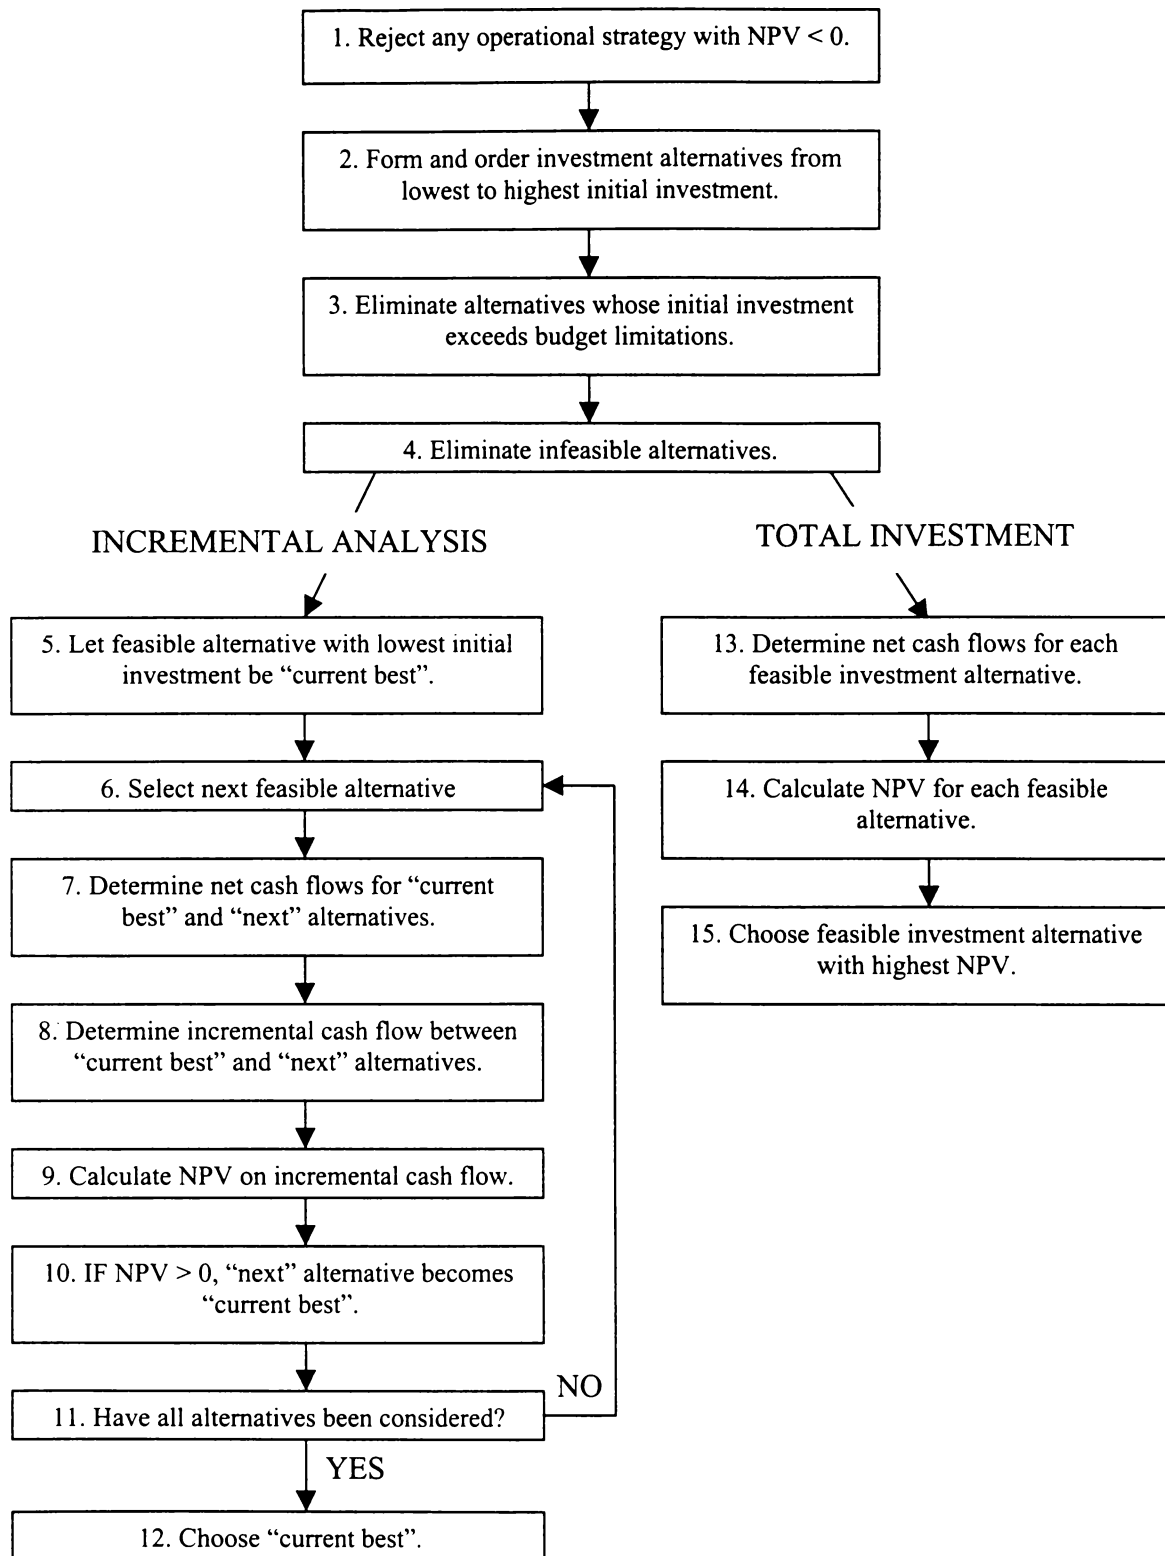 1. Reject any operational strategy with NPV < 0.
2. Form and order investment alternatives from
lowest to highest initial investment.
3. Eliminate alternatives whose initial investment
exceeds budget limitations.
4. Eliminate infeasible alternatives.
INCREMENTAL ANALYSIS
5. Let feasible alternative with lowest initial
investment be “current best”.
6. Select next feasible alternative
7. Determine net cash flows for “current
best” and “next” alternatives.
8. Determine incremental cash flow between
“current best” and “next” alternatives.
9. Calculate NPV on incremental cash flow.
10. IF NPV > 0, “next” alternative becomes
“current best”.
11. Have all alternatives been considered?
NO
YES
12. Choose “current best”.
TOTAL INVESTMENT
13. Determine net cash flows for each
feasible investment alternative.
14. Calculate NPV for each feasible
alternative.
15. Choose feasible investment alternative
with highest NPV.